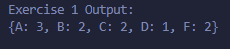 Exercise 1 Output:
{A: 3, B: 2, C: 2, D: 1, F: 2}